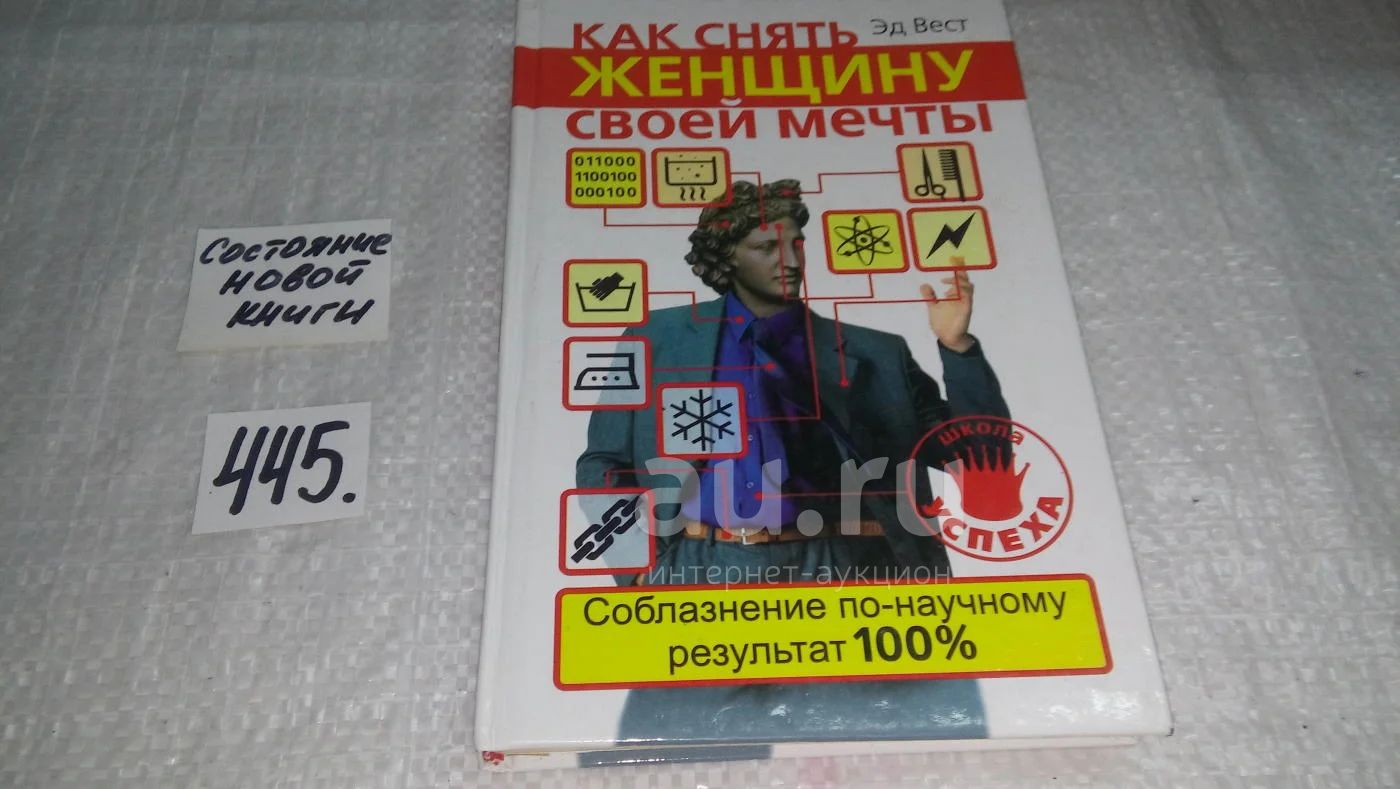 КАК СНЯТЬ
Эд Вест
ЖЕНЩИНУ
СВОЕЙ МЕЧТЫ
011000
1100100
000100
Состояние
новой
книги
445.
ШКОЛА
УСПЕХА
au.ru
интернет-аукцион
Соблазнение по-научному
результат 100%